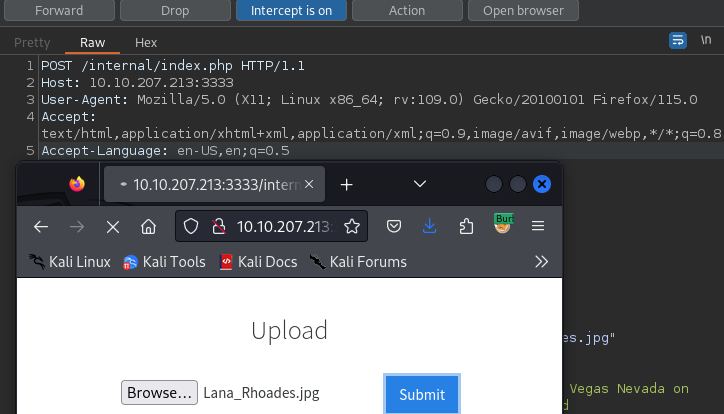 Forward Drop Intercept is on Action Open browser
Pretty Raw Hex \n
1 POST /internal/index.php HTTP/1.1
2 Host: 10.10.207.213:3333
3 User-Agent: Mozilla/5.0 (X11; Linux x86_64; rv:109.0) Gecko/20100101 Firefox/115.0
4 Accept:
text/html,application/xhtml+xml,application/xml;q=0.9,image/avif,image/webp,*/*;q=0.8
5 Accept-Language: en-US,en;q=0.5
10.10.207.213:3333/intern
10.10.207.213:
Burp
Kali Linux Kali Tools Kali Docs Kali Forums
Upload
es.jpg"
Browse... Lana_Rhoades.jpg Submit
Vegas Nevada on
d